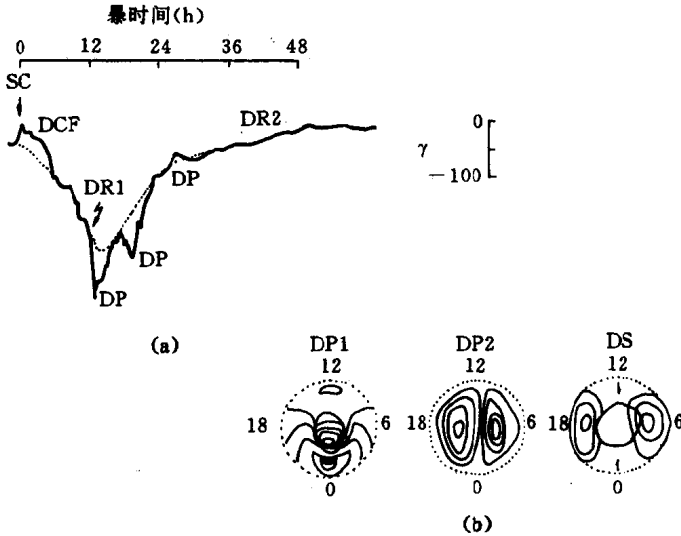 暴时间(h)
0 12 24 36 48
SC
DCF
DR2
0
γ
-100
DR1
DP
DP
DP
(a)
DP1 DP2 DS
12 12 12
18 6 18 6 18 6
0 0 0
(b)